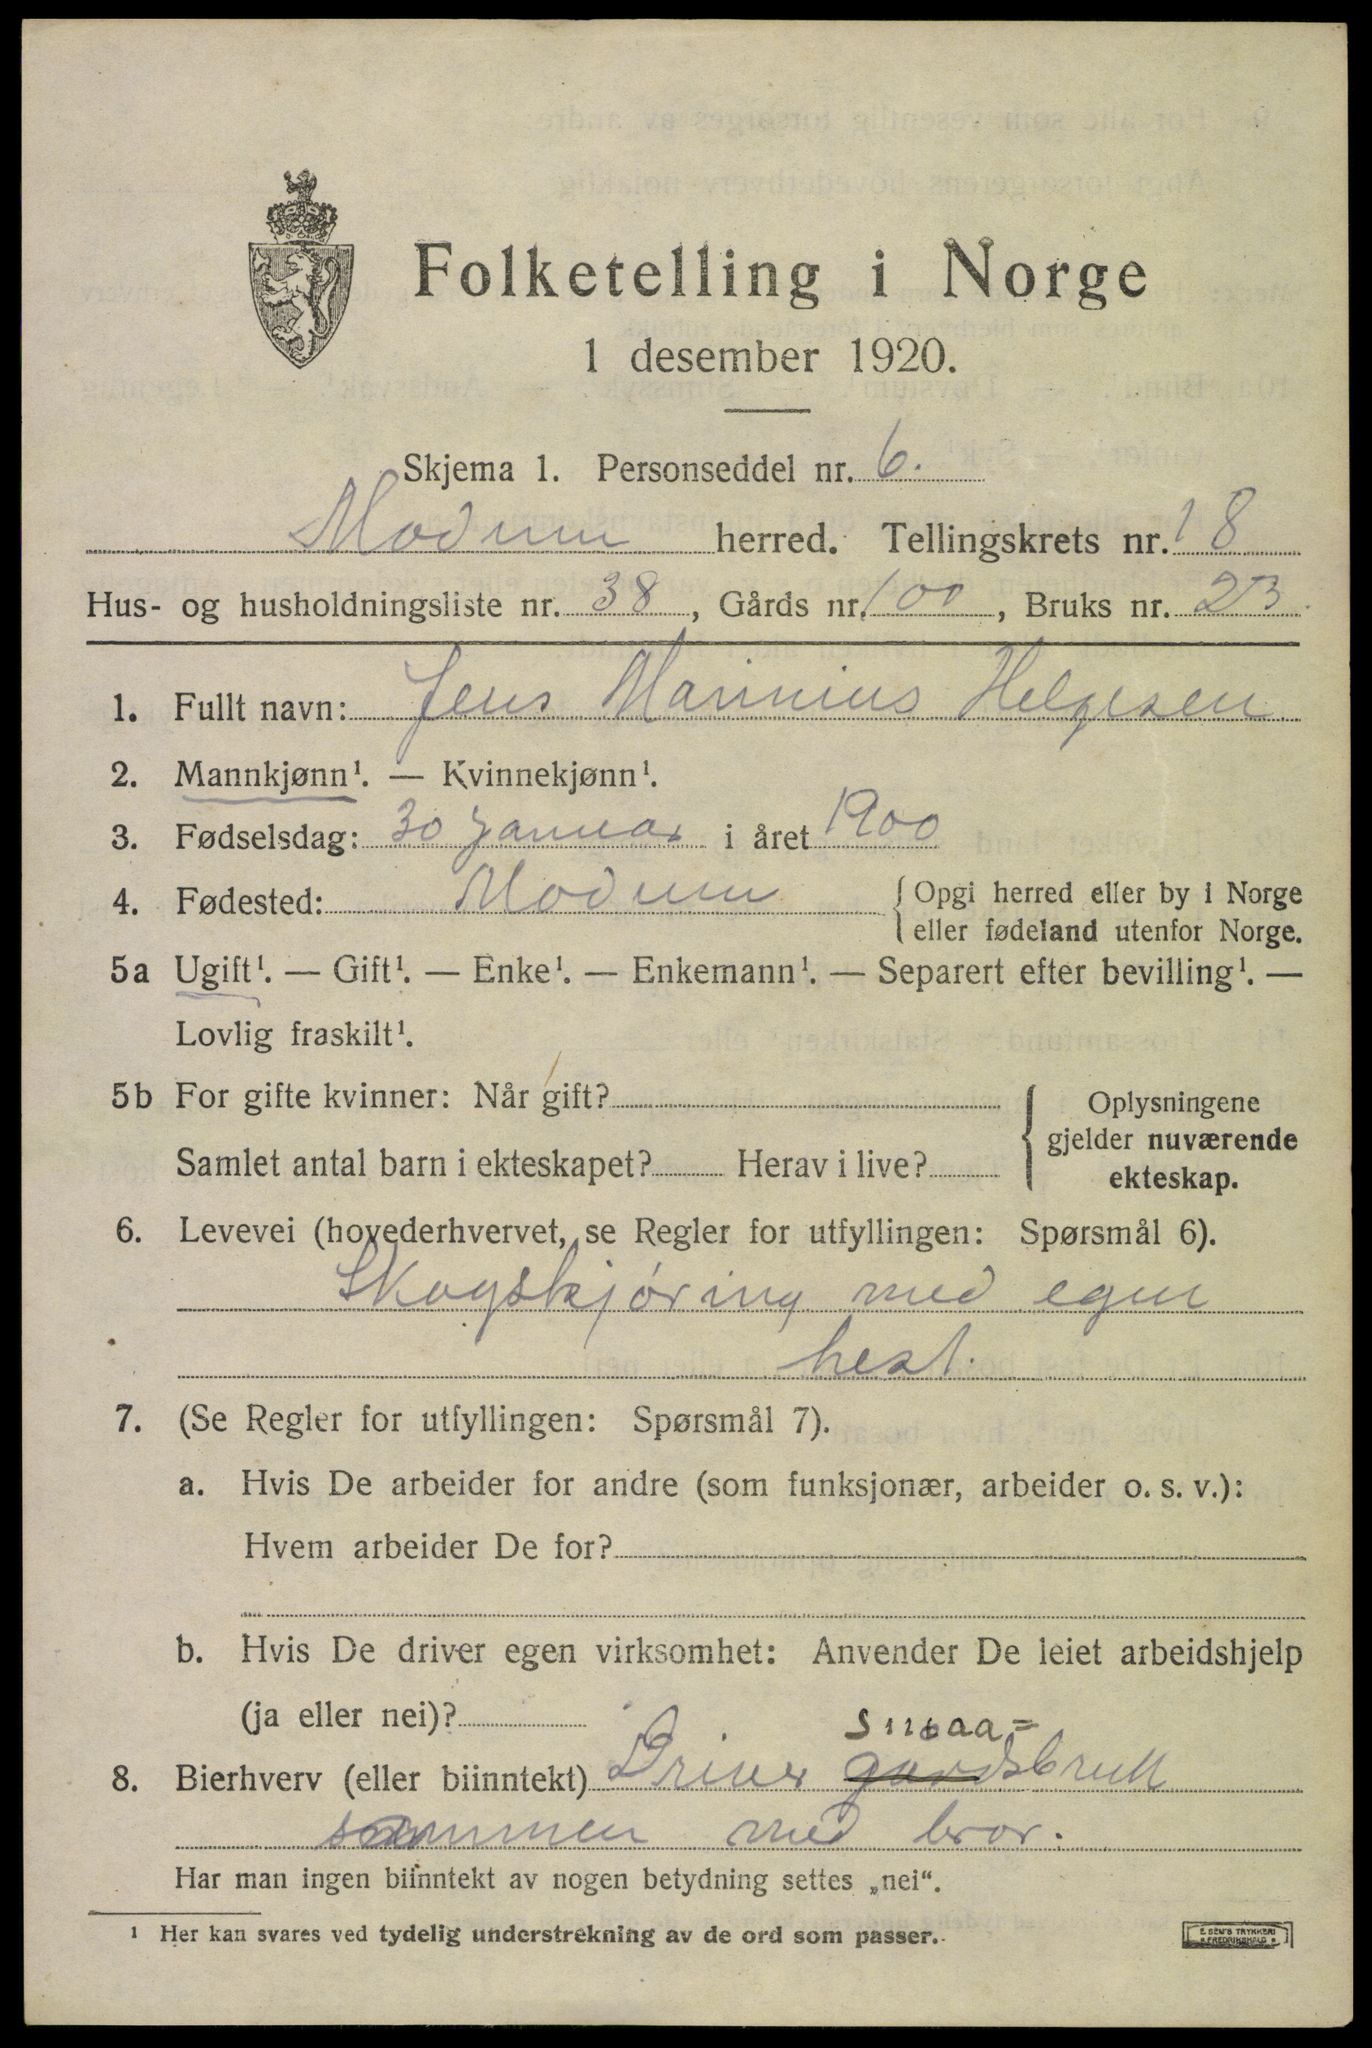 Folketelling i Norge
1 desember 1920.
Skjema 1. Personseddel nr. 6.
Modum herred. Tellingskrets nr. 18
Hus- og husholdningsliste nr. 38, Gårds nr. 100, Bruks nr. 23.
1. Fullt navn: Jens Marinius Helgesen
2. Mannkjønn¹. — Kvinnekjønn¹.
3. Fødselsdag: 30 Januar i året 1900
4. Fødested: Modum { Opgi herred eller by i Norge
eller fødeland utenfor Norge.
5a Ugift¹. — Gift¹. — Enke¹. — Enkemann¹. — Separert efter bevilling¹. —
Lovlig fraskilt¹.
5b For gifte kvinner: Når gift?
Samlet antal barn i ekteskapet? Herav i live?
{ Oplysningene
gjelder nuværende
ekteskap.
6. Levevei (hovederhvervet, se Regler for utfyllingen: Spørsmål 6).
Skogskjøring med egen
hest.
7. (Se Regler for utfyllingen: Spørsmål 7).
a. Hvis De arbeider for andre (som funksjonær, arbeider o. s. v.):
Hvem arbeider De for?
b. Hvis De driver egen virksomhet: Anvender De leiet arbeidshjelp
(ja eller nei)?
smaa=
8. Bierhverv (eller biinntekt) Driver gardsbruk
sammen med bror.
Har man ingen biinntekt av nogen betydning settes „nei“.
¹ Her kan svares ved tydelig understrekning av de ord som passer.
E. SEM'S TRYKKERI
FREDRIKSHALD